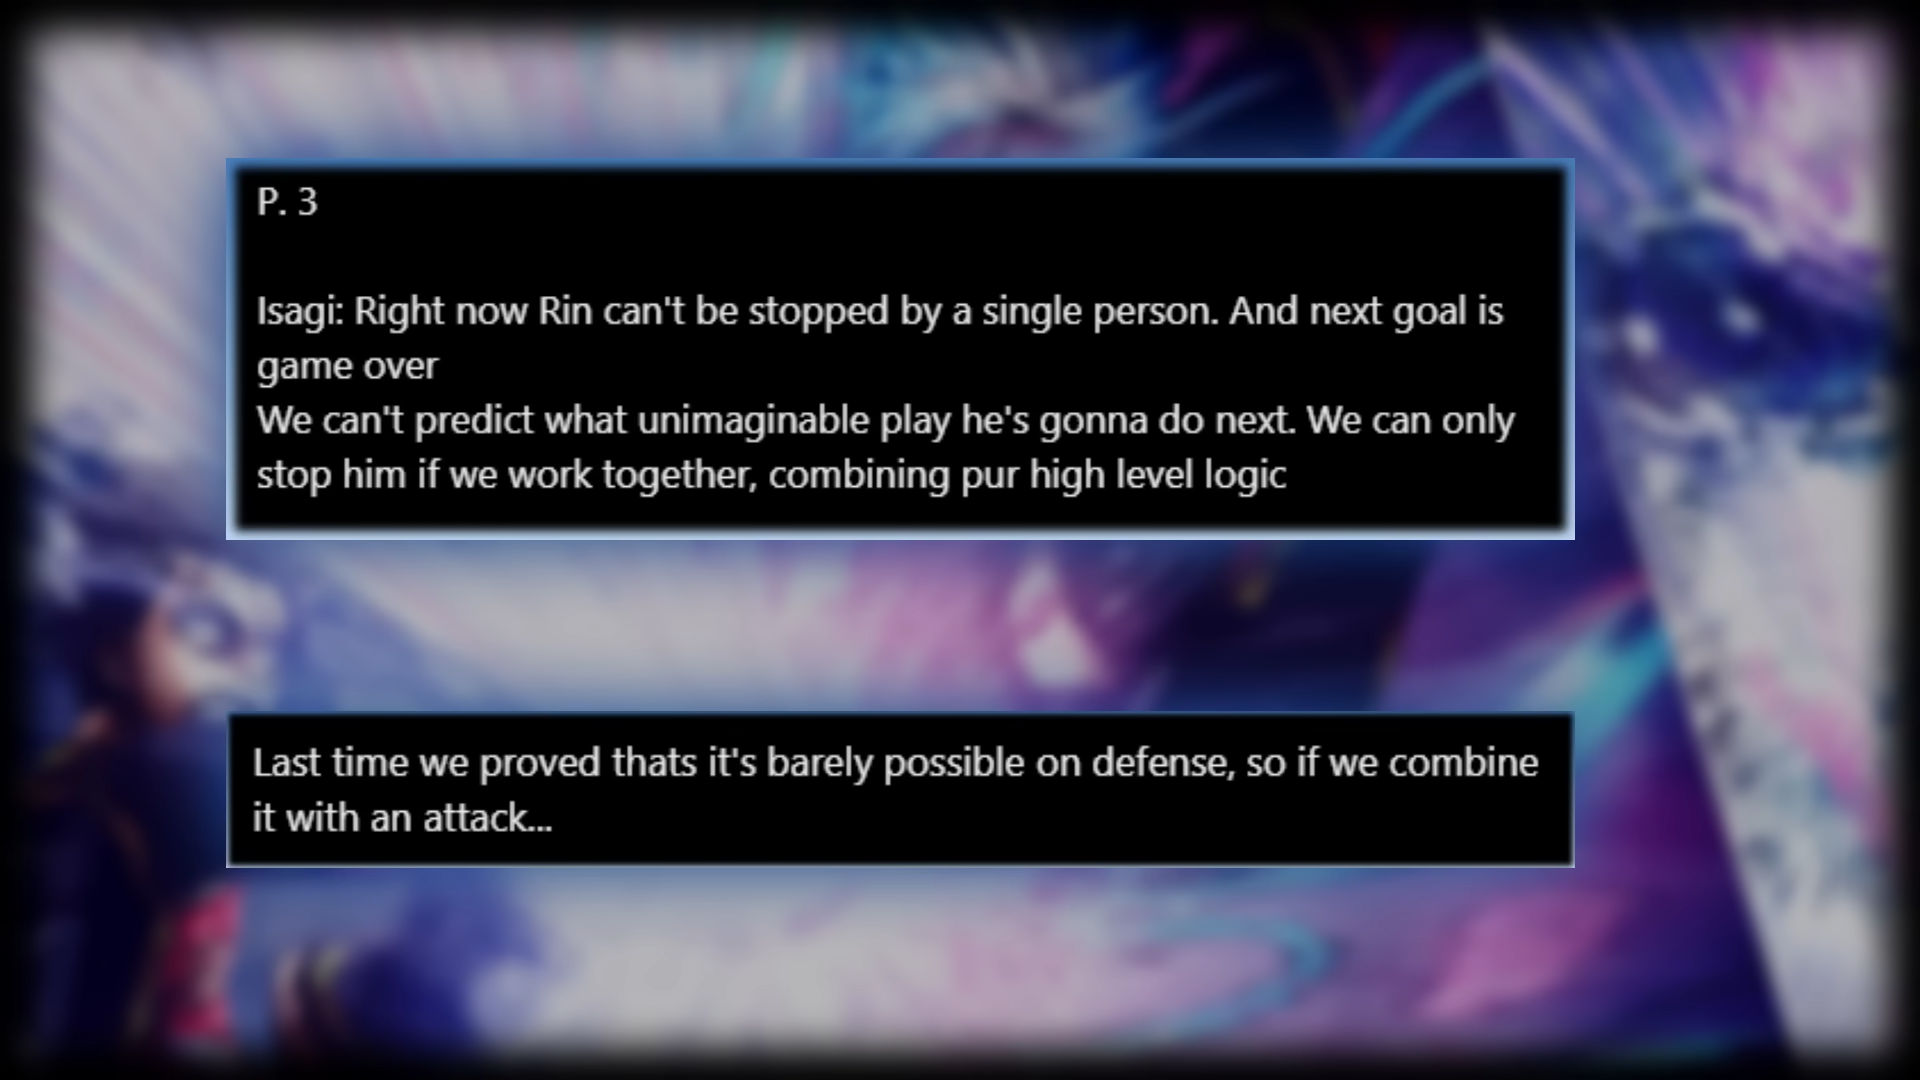 P. 3
Isagi: Right now Rin can't be stopped by a single person. And next goal is
game over
We can't predict what unimaginable play he's gonna do next. We can only
stop him if we work together, combining pur high level logic
Last time we proved thats it's barely possible on defense, so if we combine
it with an attack...